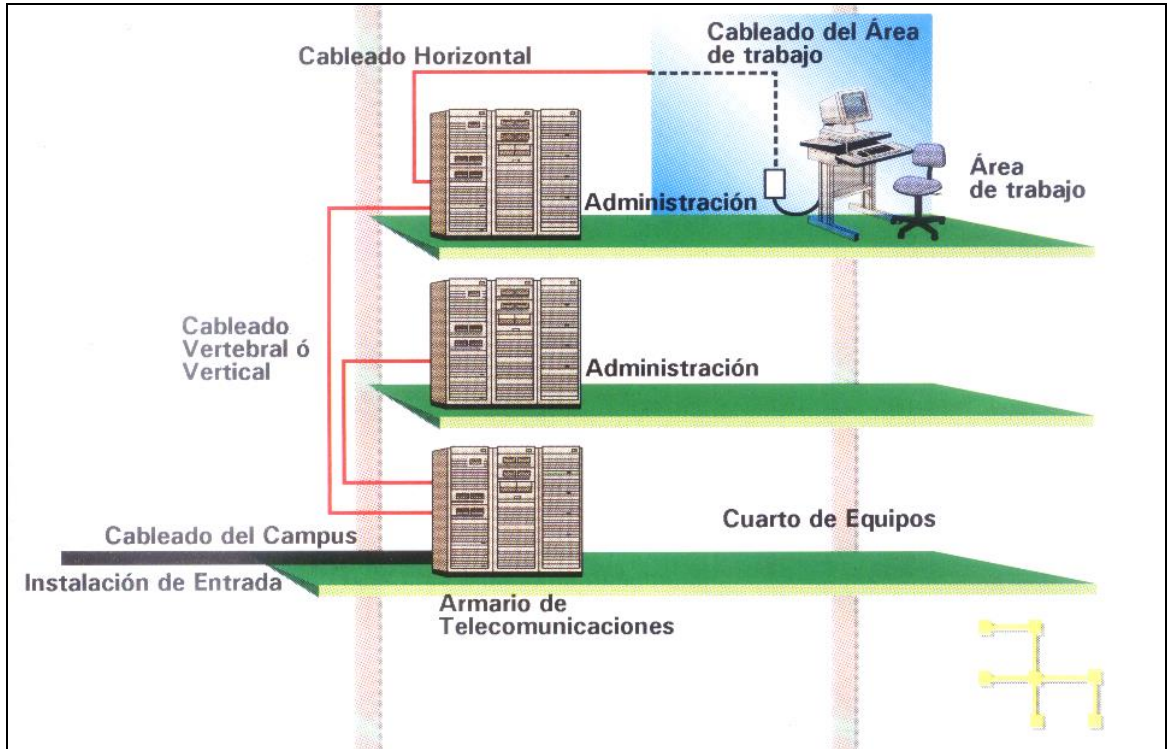 Cableado Horizontal
Cableado del Área
de trabajo
Administración
Área
de trabajo
Cableado
Vertebral ó
Vertical
Administración
Cableado del Campus
Cuarto de Equipos
Instalación de Entrada
Armario de
Telecomunicaciones